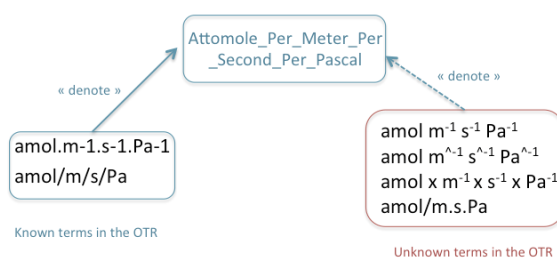 Attomole_Per_Meter_Per
_Second_Per_Pascal
« denote »
« denote »
amol.m-1.s-1.Pa-1
amol/m/s/Pa
Known terms in the OTR
amol m⁻¹ s⁻¹ Pa⁻¹
amol m^⁻¹ s^⁻¹ Pa^⁻¹
amol x m⁻¹ x s⁻¹ x Pa⁻¹
amol/m.s.Pa
Unknown terms in the OTR